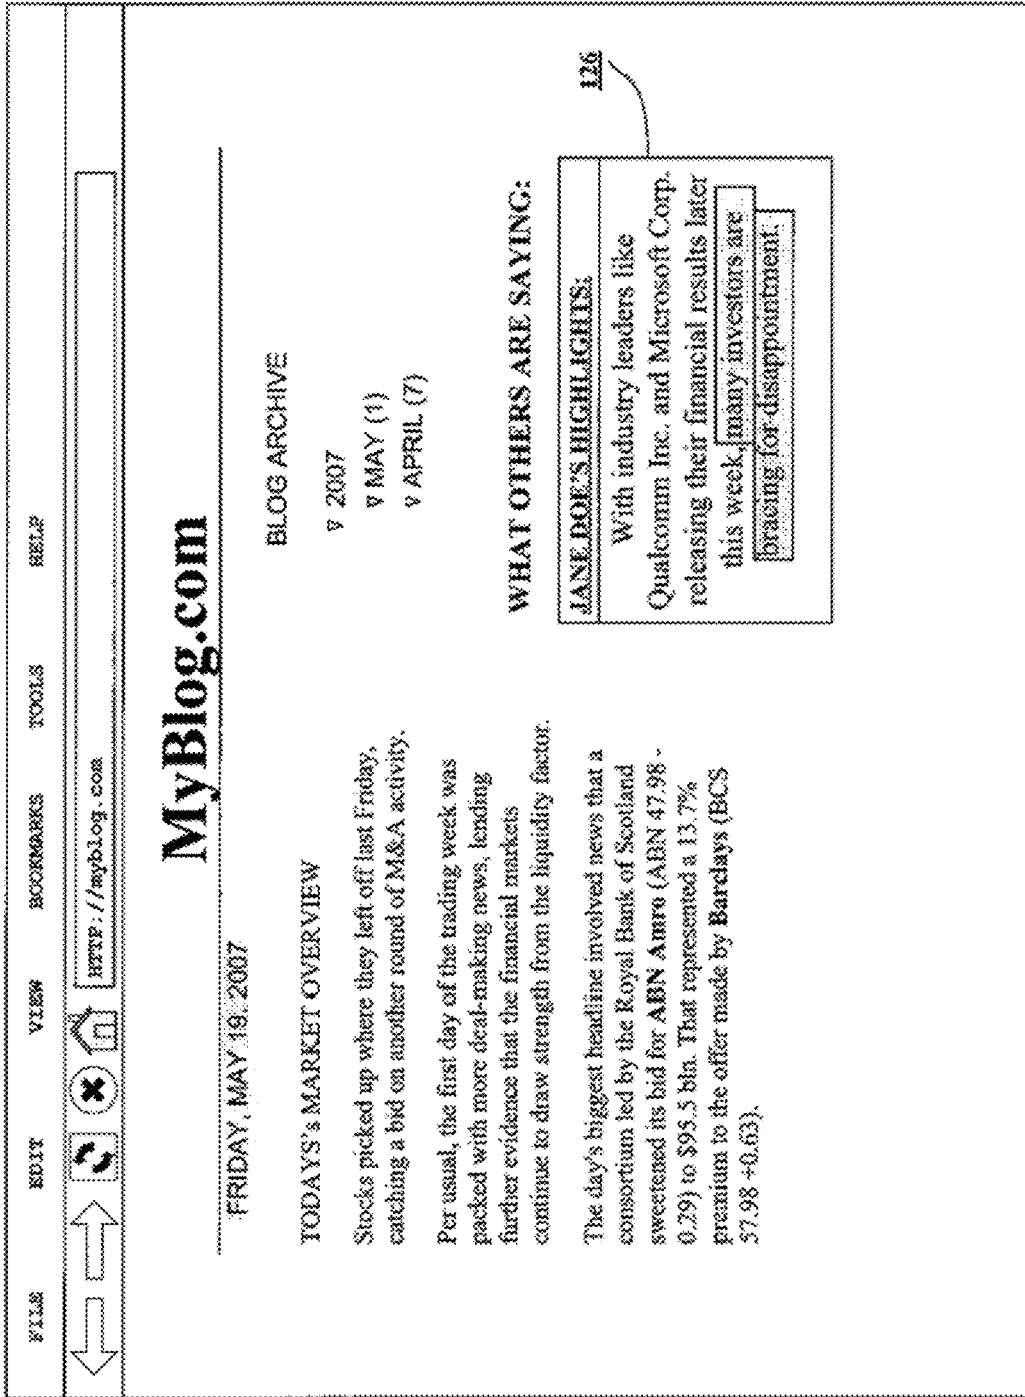 FILE EDIT VIEW BOOKMARKS TOOLS HELP
HTTP://myblog.com
MyBlog.com
FRIDAY, MAY 19. 2007
TODAYS's MARKET OVERVIEW
Stocks picked up where they left off last Friday,
catching a bid on another round of M&A activity.
Per usual, the first day of the trading week was
packed with more deal-making news, lending
further evidence that the financial markets
continue to draw strength from the liquidity factor.
The day's biggest headline involved news that a
consortium led by the Royal Bank of Scotland
sweetened its bid for ABN Amro (ABN 47.98 -
0.29) to $95.5 bln. That represented a 13.7%
premium to the offer made by Barclays (BCS
57.98 +0.63).
BLOG ARCHIVE
∇ 2007
∇ MAY (1)
∇ APRIL (7)
WHAT OTHERS ARE SAYING:
JANE DOE'S HIGHLIGHTS:
With industry leaders like
Qualcomm Inc. and Microsoft Corp.
releasing their financial results later
this week, many investors are
bracing for disappointment.
126